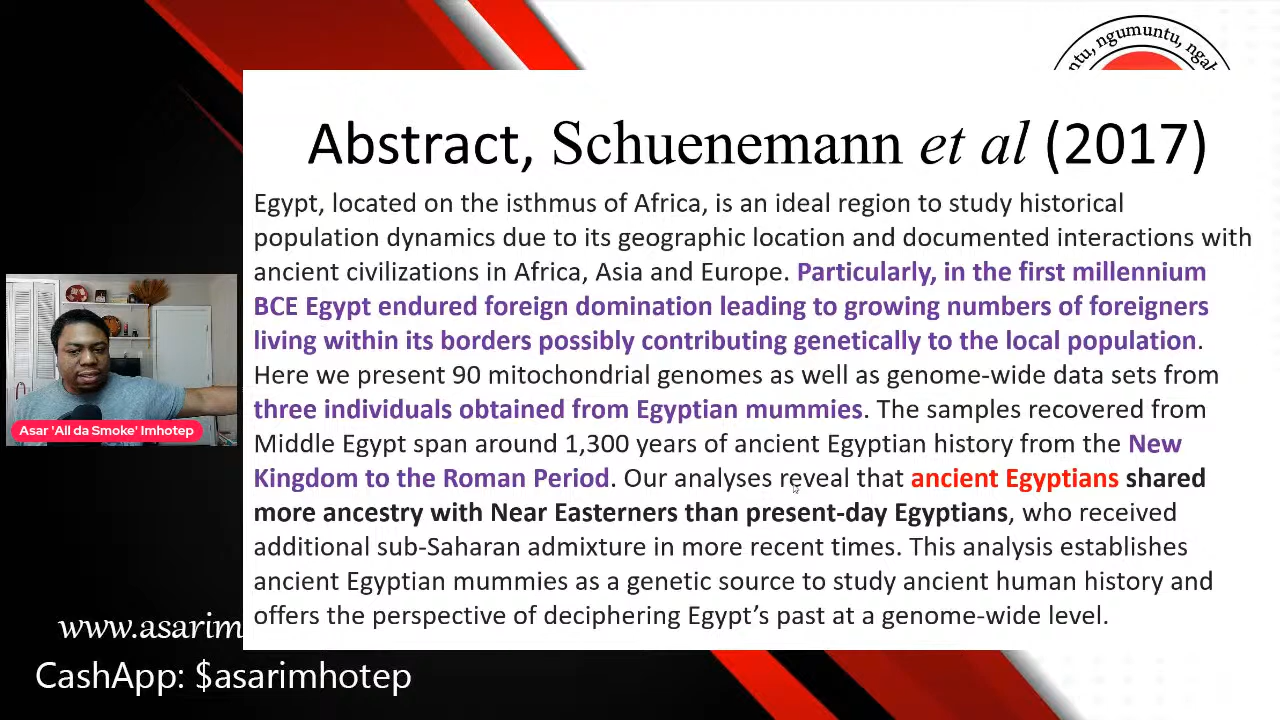 ntu, ngumuntu, ngab
Abstract, Schuenemann et al (2017)
Egypt, located on the isthmus of Africa, is an ideal region to study historical
population dynamics due to its geographic location and documented interactions with
ancient civilizations in Africa, Asia and Europe. Particularly, in the first millennium
BCE Egypt endured foreign domination leading to growing numbers of foreigners
living within its borders possibly contributing genetically to the local population.
Here we present 90 mitochondrial genomes as well as genome-wide data sets from
three individuals obtained from Egyptian mummies. The samples recovered from
Middle Egypt span around 1,300 years of ancient Egyptian history from the New
Kingdom to the Roman Period. Our analyses reveal that ancient Egyptians shared
more ancestry with Near Easterners than present-day Egyptians, who received
additional sub-Saharan admixture in more recent times. This analysis establishes
ancient Egyptian mummies as a genetic source to study ancient human history and
offers the perspective of deciphering Egypt's past at a genome-wide level.
Asar 'All da Smoke' Imhotep
www.asarim
CashApp: $asarimhotep